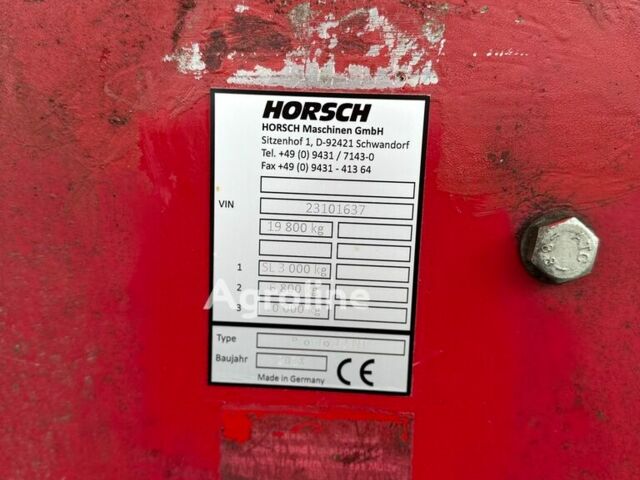 HORSCH
HORSCH Maschinen GmbH
Sitzenhof 1, D-92421 Schwandorf
Tel. +49 (0) 9431 / 7143-0
Fax +49 (0) 9431 - 413 64
VIN 23101637
19 800 kg
1 SL 3 000 kg
2 6 800
3
Type
Baujahr
Made in Germany CE
Agroline